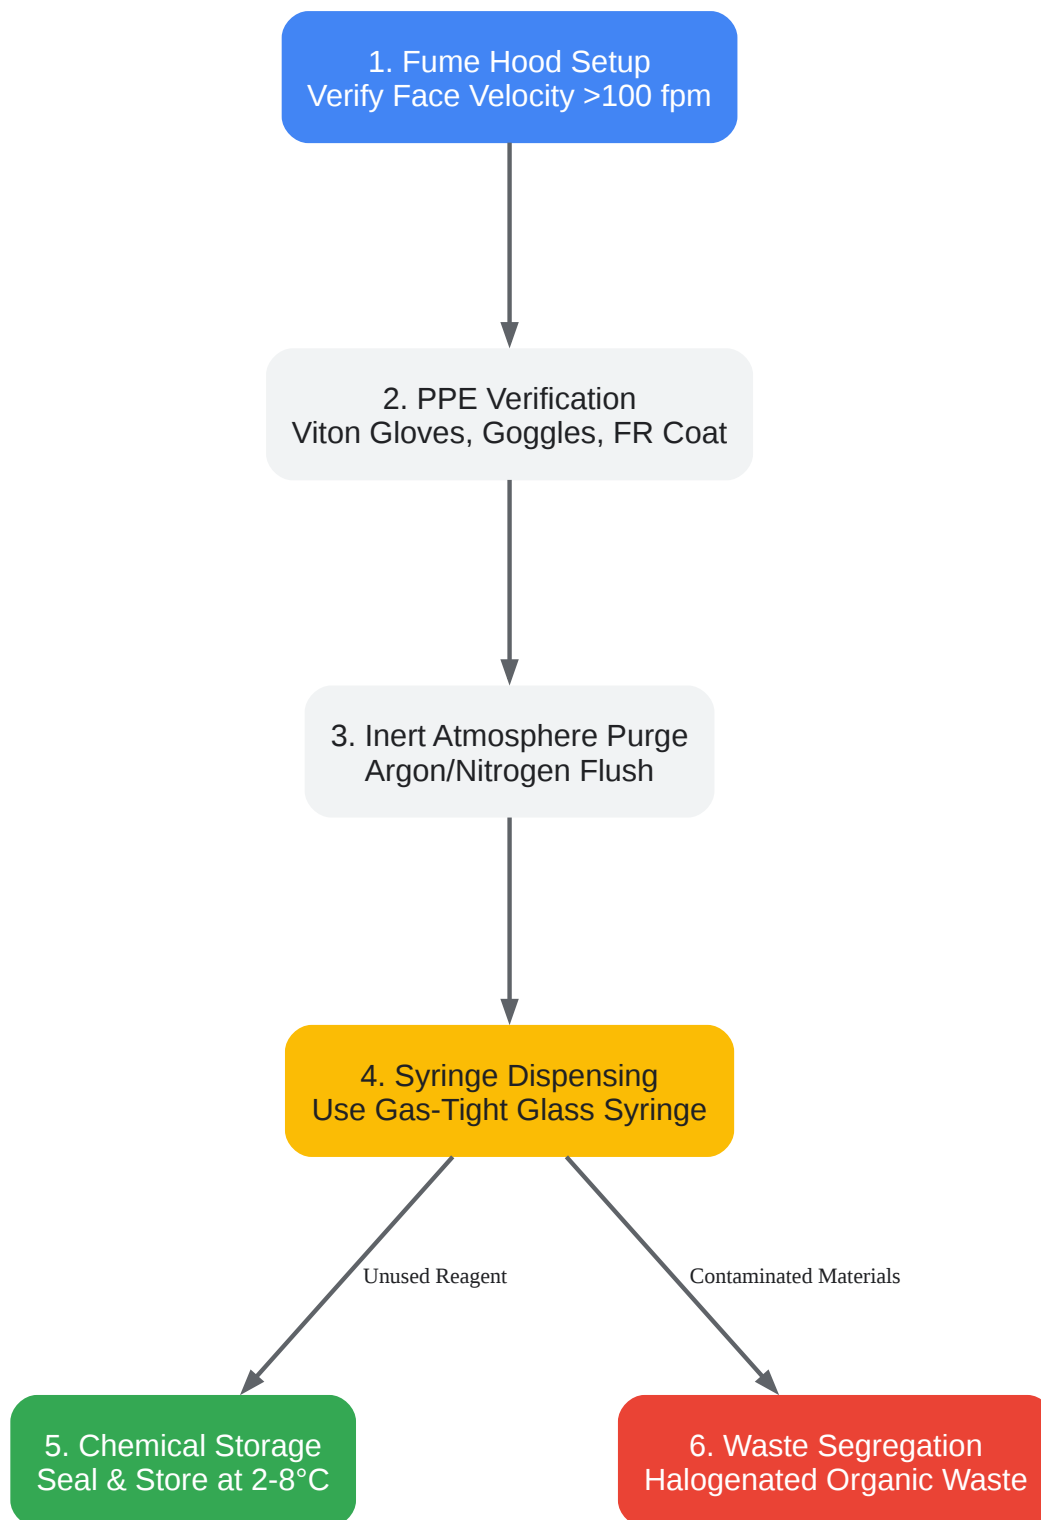 1. Fume Hood Setup
Verify Face Velocity >100 fpm
2. PPE Verification
Viton Gloves, Goggles, FR Coat
3. Inert Atmosphere Purge
Argon/Nitrogen Flush
4. Syringe Dispensing
Use Gas-Tight Glass Syringe
Unused Reagent
Contaminated Materials
5. Chemical Storage
Seal & Store at 2-8°C
6. Waste Segregation
Halogenated Organic Waste